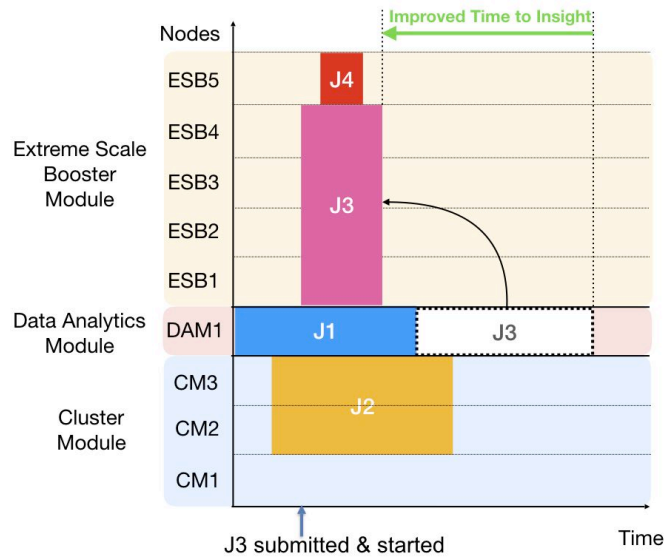 Improved Time to Insight
Nodes
ESB5
J4
ESB4
Extreme Scale
Booster
Module
ESB3
J3
ESB2
ESB1
Data Analytics
Module
DAM1
J1
J3
CM3
J2
Cluster
Module
CM2
CM1
Time
J3 submitted & started